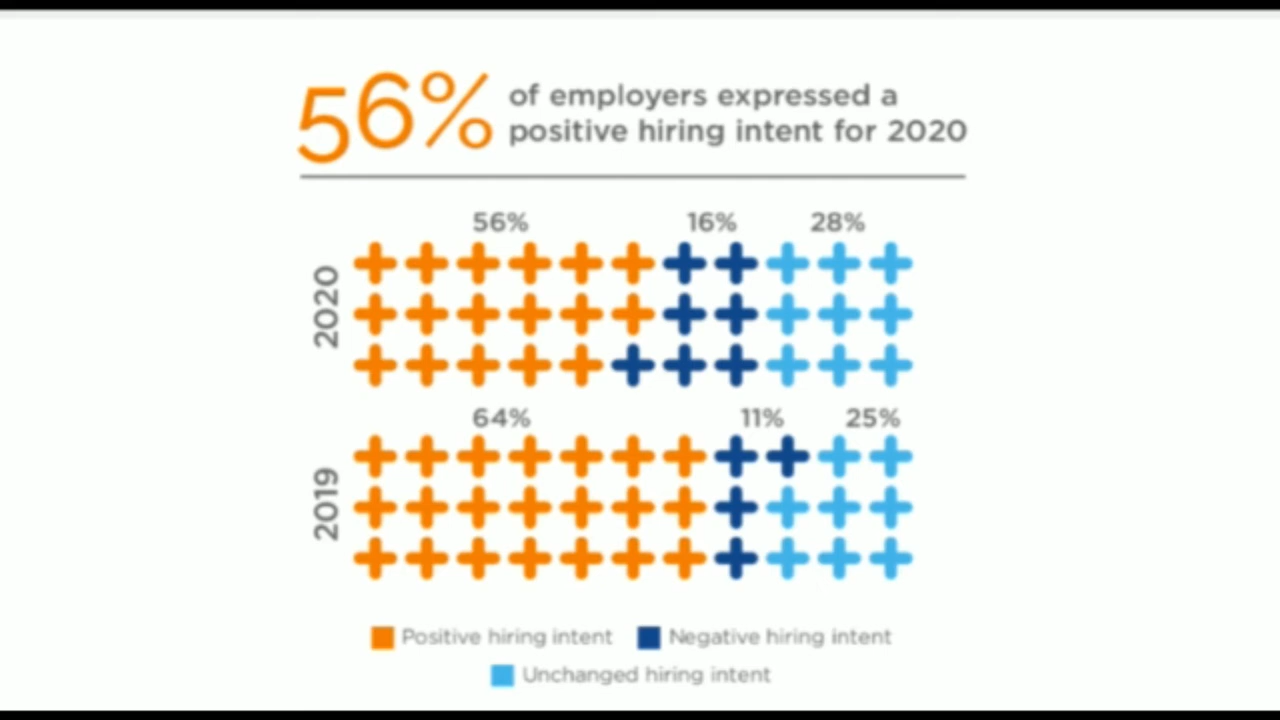 56% of employers expressed a
positive hiring intent for 2020
56% 16% 28%
2020
64% 11% 25%
2019
Positive hiring intent Negative hiring intent
Unchanged hiring intent